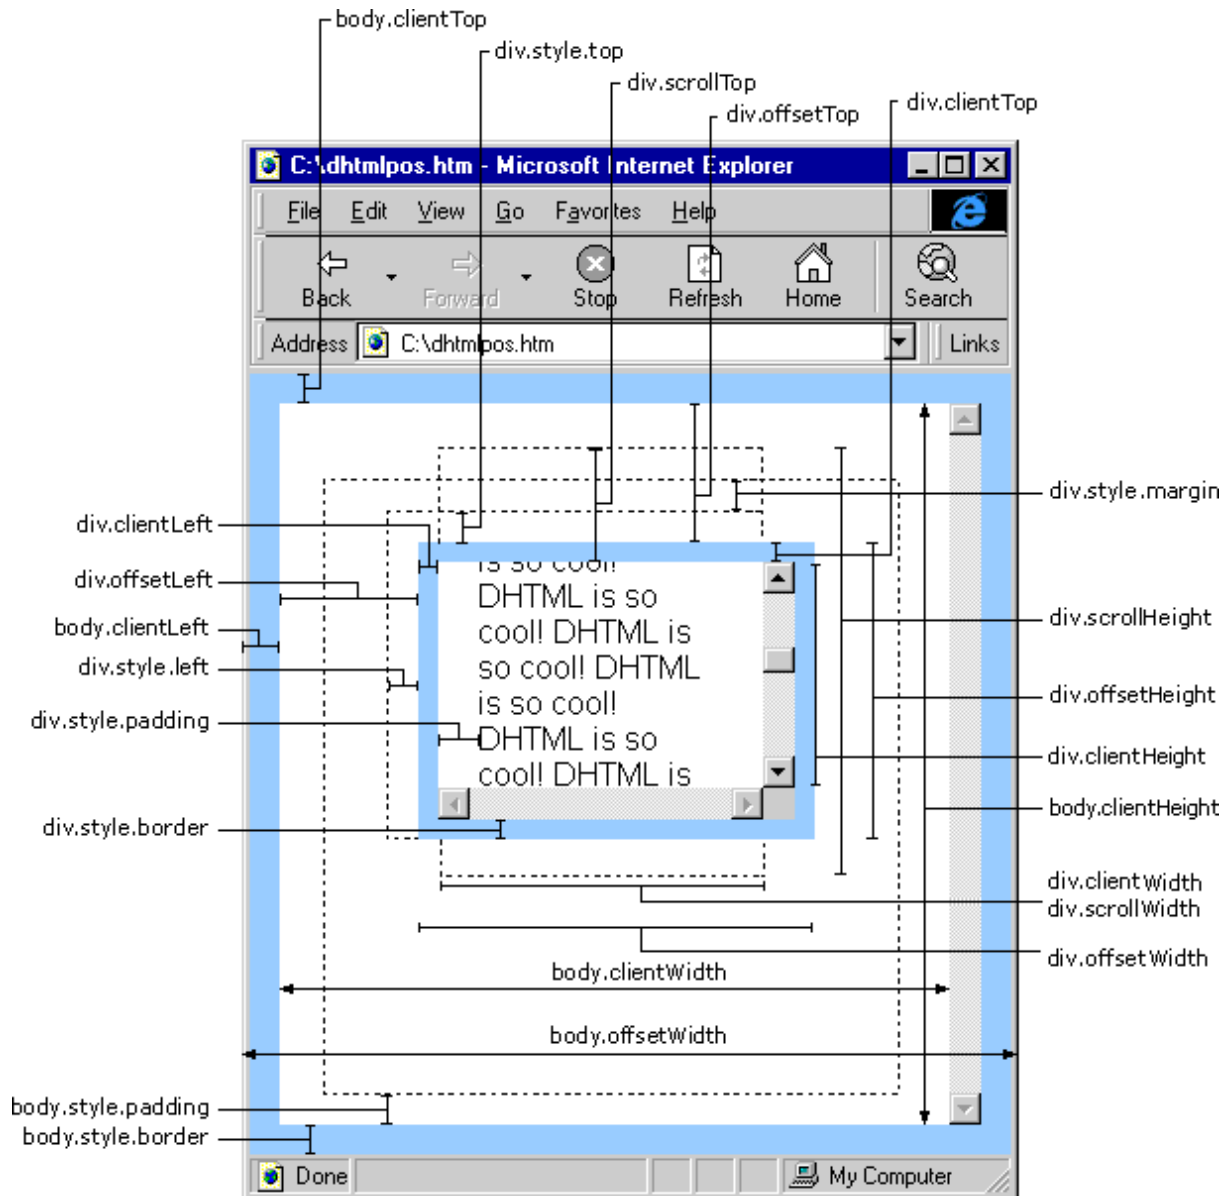 body.clientTop
div.style.top
div.scrollTop
div.clientTop
div.offsetTop
C:\dhtmlpos.htm - Microsoft Internet Explorer
File Edit View Go Favorites Help
Back Forward Stop Refresh Home Search
Address C:\dhtmlpos.htm Links
div.style.margin
div.clientLeft
div.offsetLeft
body.clientLeft
div.style.left
div.style.padding
div.style.border
is so cool!
DHTML is so
cool! DHTML is
so cool! DHTML
is so cool!
DHTML is so
cool! DHTML is
div.scrollHeight
div.offsetHeight
div.clientHeight
body.clientHeight
div.clientWidth
div.scrollWidth
div.offsetWidth
body.clientWidth
body.offsetWidth
body.style.padding
body.style.border
Done My Computer